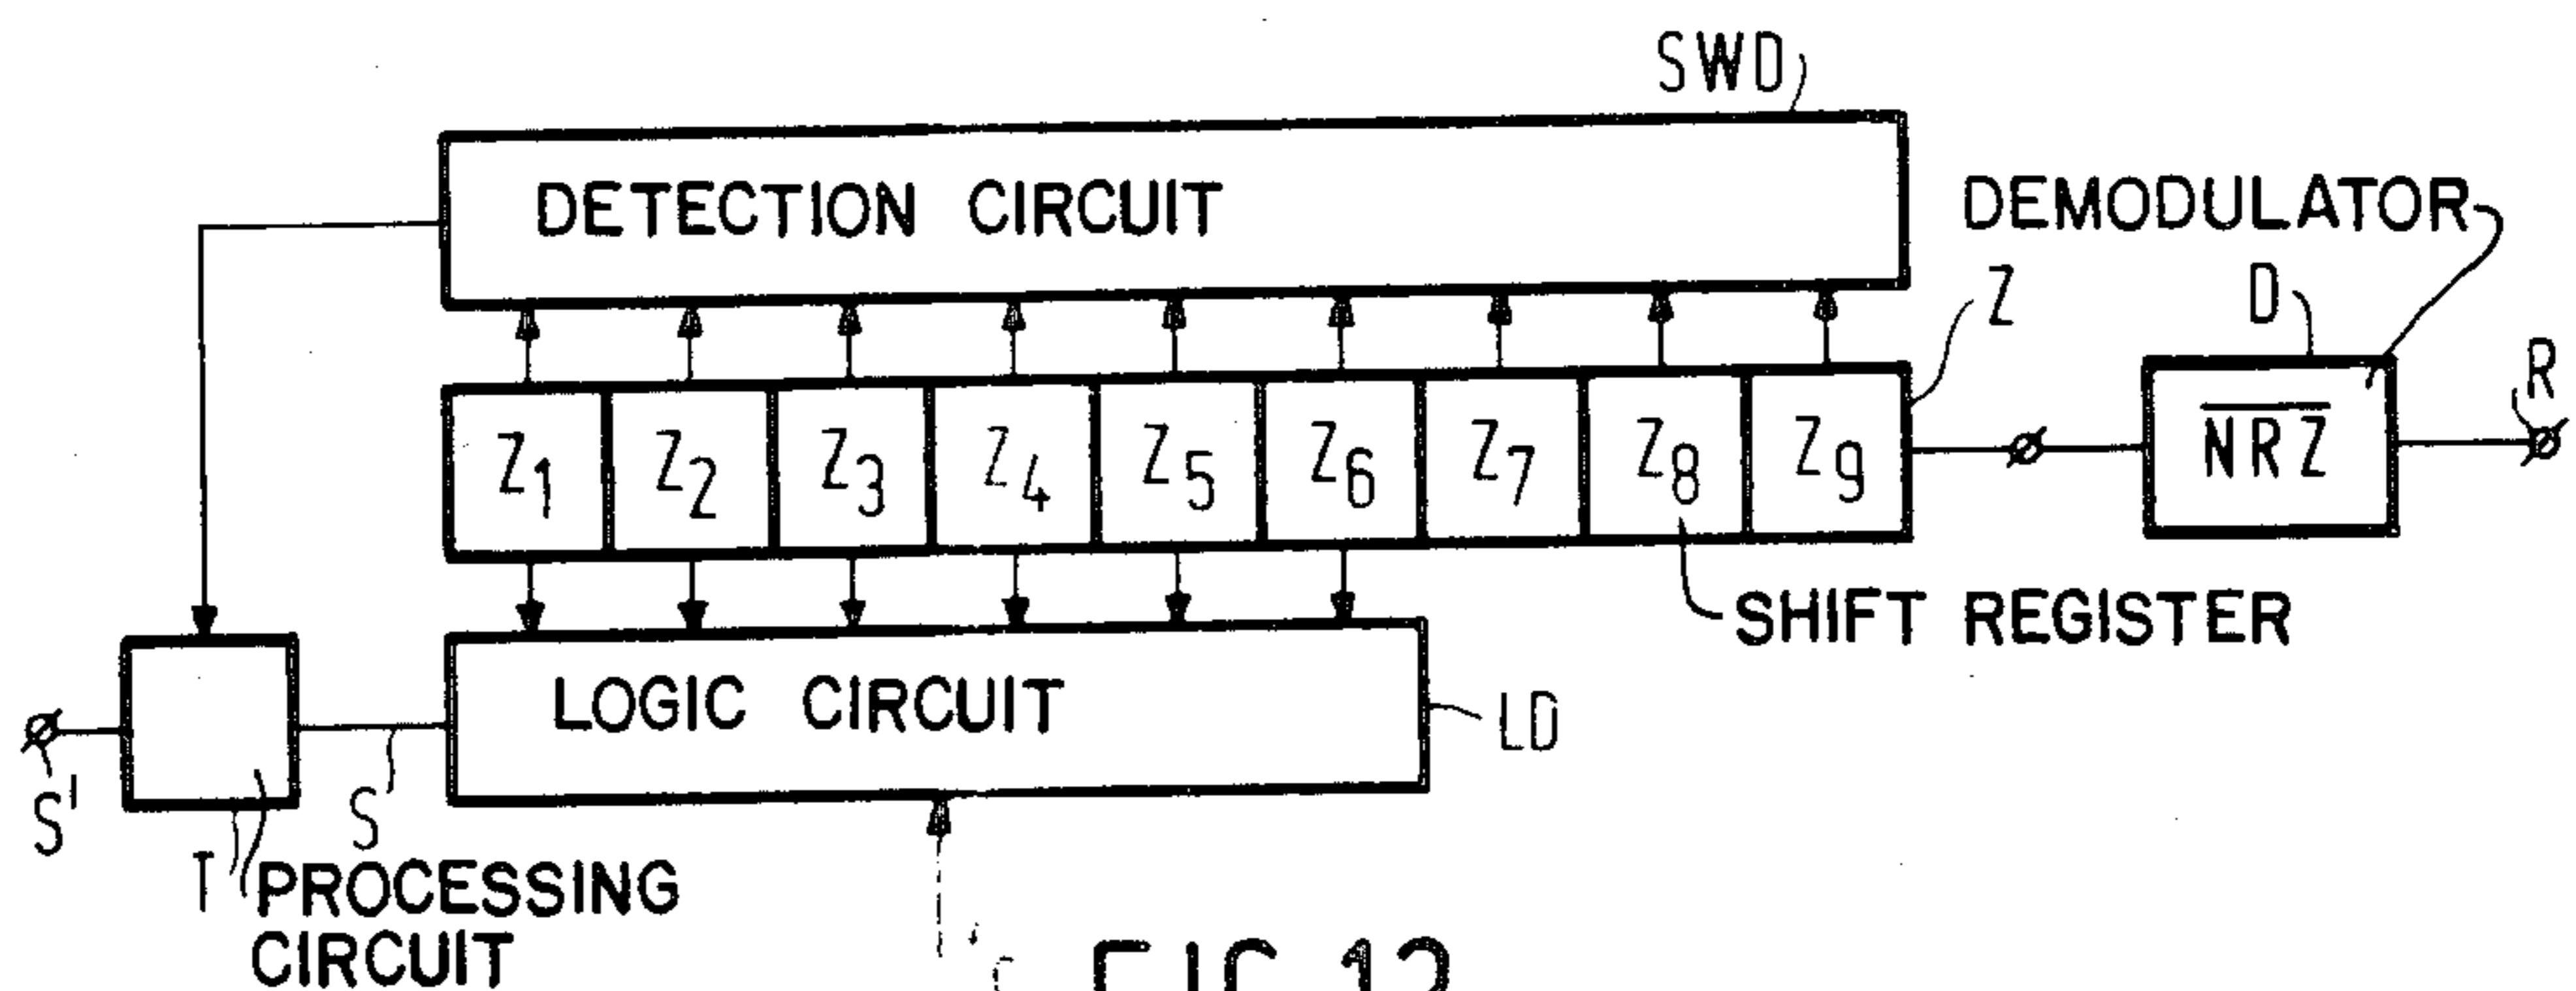 SWD
DETECTION CIRCUIT
DEMODULATOR
Z
D
R
Z1 Z2 Z3 Z4 Z5 Z6 Z7 Z8 Z9
NRZ
SHIFT REGISTER
LOGIC CIRCUIT
LD
S'
S
T
PROCESSING
CIRCUIT